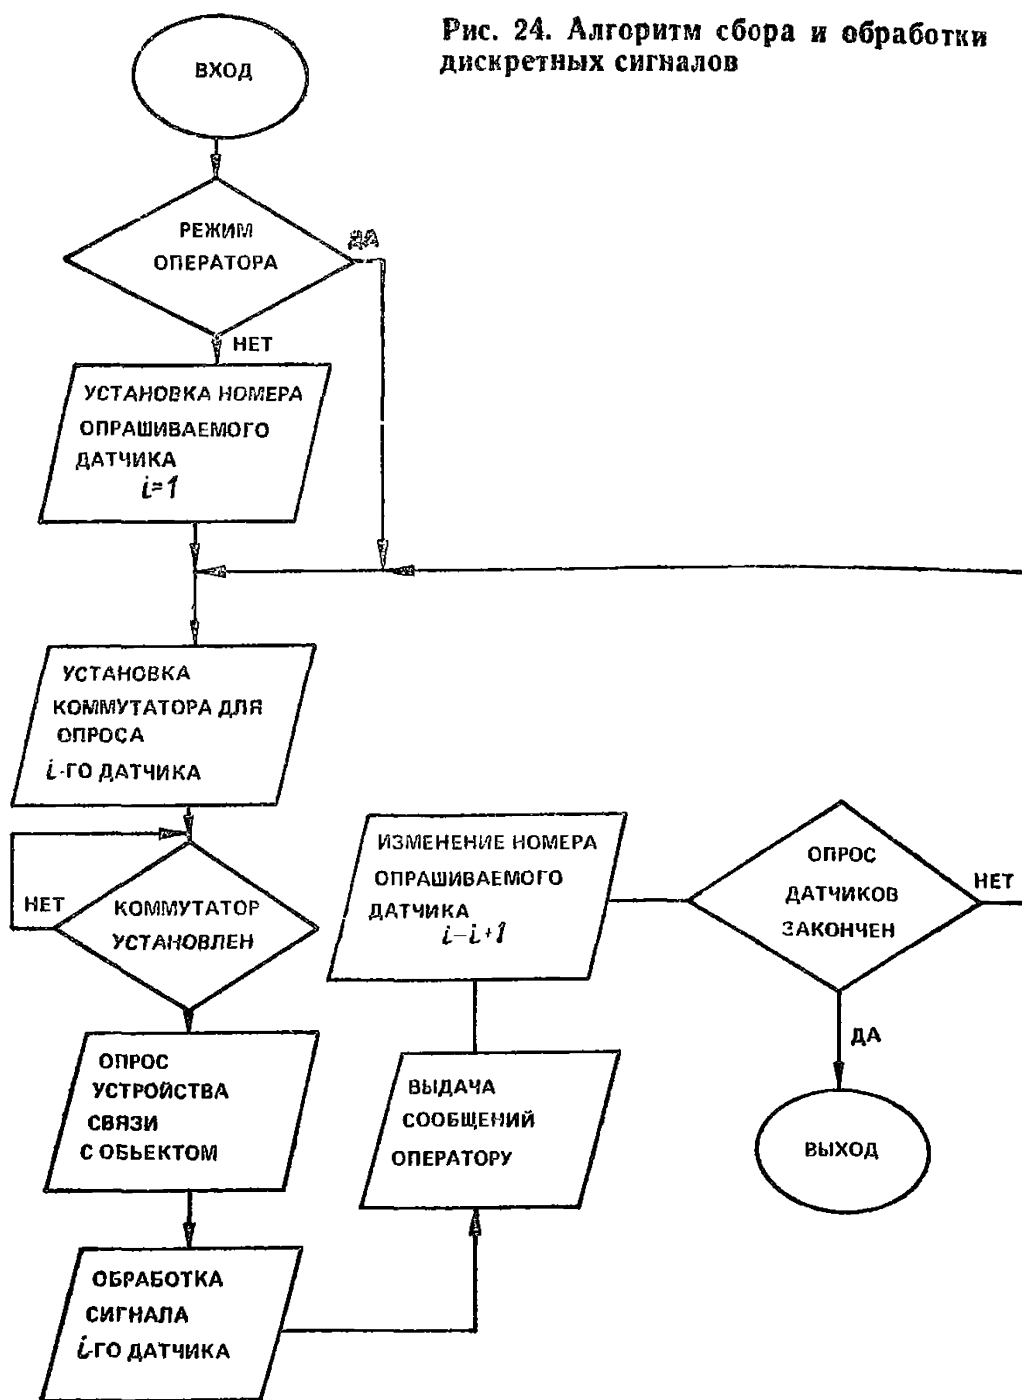 Рис. 24. Алгоритм сбора и обработки
дискретных сигналов
ВХОД
РЕЖИМ
ОПЕРАТОРА
ДА
НЕТ
УСТАНОВКА НОМЕРА
ОПРАШИВАЕМОГО
ДАТЧИКА
i=1
УСТАНОВКА
КОММУТАТОРА ДЛЯ
ОПРОСА
i-ГО ДАТЧИКА
НЕТ
КОММУТАТОР
УСТАНОВЛЕН
ОПРОС
УСТРОЙСТВА
СВЯЗИ
С ОБЬЕКТОМ
ОБРАБОТКА
СИГНАЛА
i-ГО ДАТЧИКА
ВЫДАЧА
СООБЩЕНИЙ
ОПЕРАТОРУ
ИЗМЕНЕНИЕ НОМЕРА
ОПРАШИВАЕМОГО
ДАТЧИКА
i–i+1
ОПРОС
ДАТЧИКОВ
ЗАКОНЧЕН
НЕТ
ДА
ВЫХОД